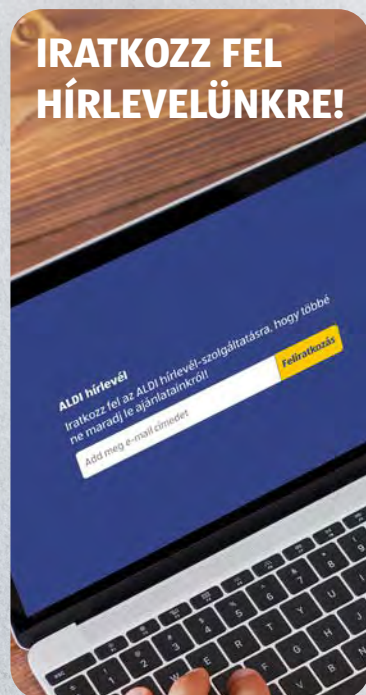 IRATKOZZ FEL
HÍRLEVELÜNKRE!
ALDI hírlevél
Iratkozz fel az ALDI hírlevél-szolgáltatásra, hogy többé
ne maradj le ajánlatainkról!
Add meg e-mail címedet
Feliratkozás